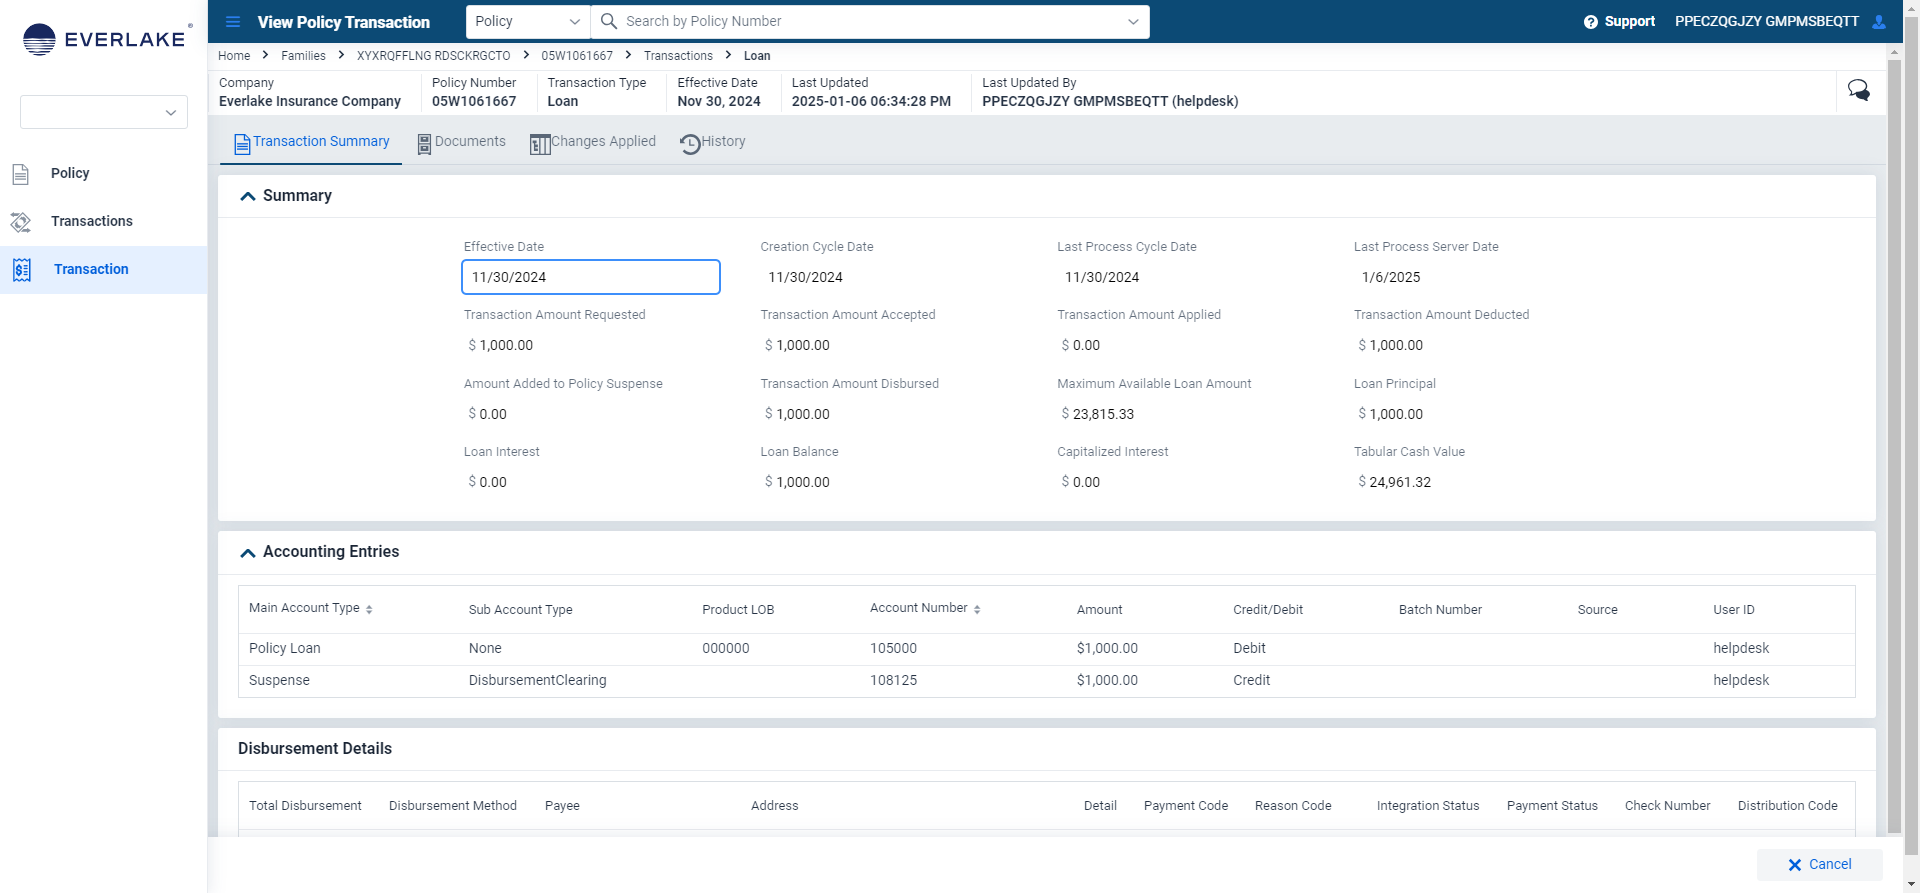 EVERLAKE
View Policy Transaction
Policy
Search by Policy Number
Support
PPECZQGJZY GMPMSBEQTT
Home > Families > XYXRQFFLNG RDSCKRGCTO > 05W1061667 > Transactions > Loan
Company Policy Number Transaction Type Effective Date Last Updated Last Updated By
Everlake Insurance Company 05W1061667 Loan Nov 30, 2024 2025-01-06 06:34:28 PM PPECZQGJZY GMPMSBEQTT (helpdesk)
Policy
Transactions
Transaction
Transaction Summary Documents Changes Applied History
Summary
Effective Date Creation Cycle Date Last Process Cycle Date Last Process Server Date
11/30/2024 11/30/2024 11/30/2024 1/6/2025
Transaction Amount Requested Transaction Amount Accepted Transaction Amount Applied Transaction Amount Deducted
$ 1,000.00 $ 1,000.00 $ 0.00 $ 1,000.00
Amount Added to Policy Suspense Transaction Amount Disbursed Maximum Available Loan Amount Loan Principal
$ 0.00 $ 1,000.00 $ 23,815.33 $ 1,000.00
Loan Interest Loan Balance Capitalized Interest Tabular Cash Value
$ 0.00 $ 1,000.00 $ 0.00 $ 24,961.32
Accounting Entries
Main Account Type Sub Account Type Product LOB Account Number Amount Credit/Debit Batch Number Source User ID
Policy Loan None 000000 105000 $1,000.00 Debit helpdesk
Suspense DisbursementClearing 108125 $1,000.00 Credit helpdesk
Disbursement Details
Total Disbursement Disbursement Method Payee Address Detail Payment Code Reason Code Integration Status Payment Status Check Number Distribution Code
Cancel